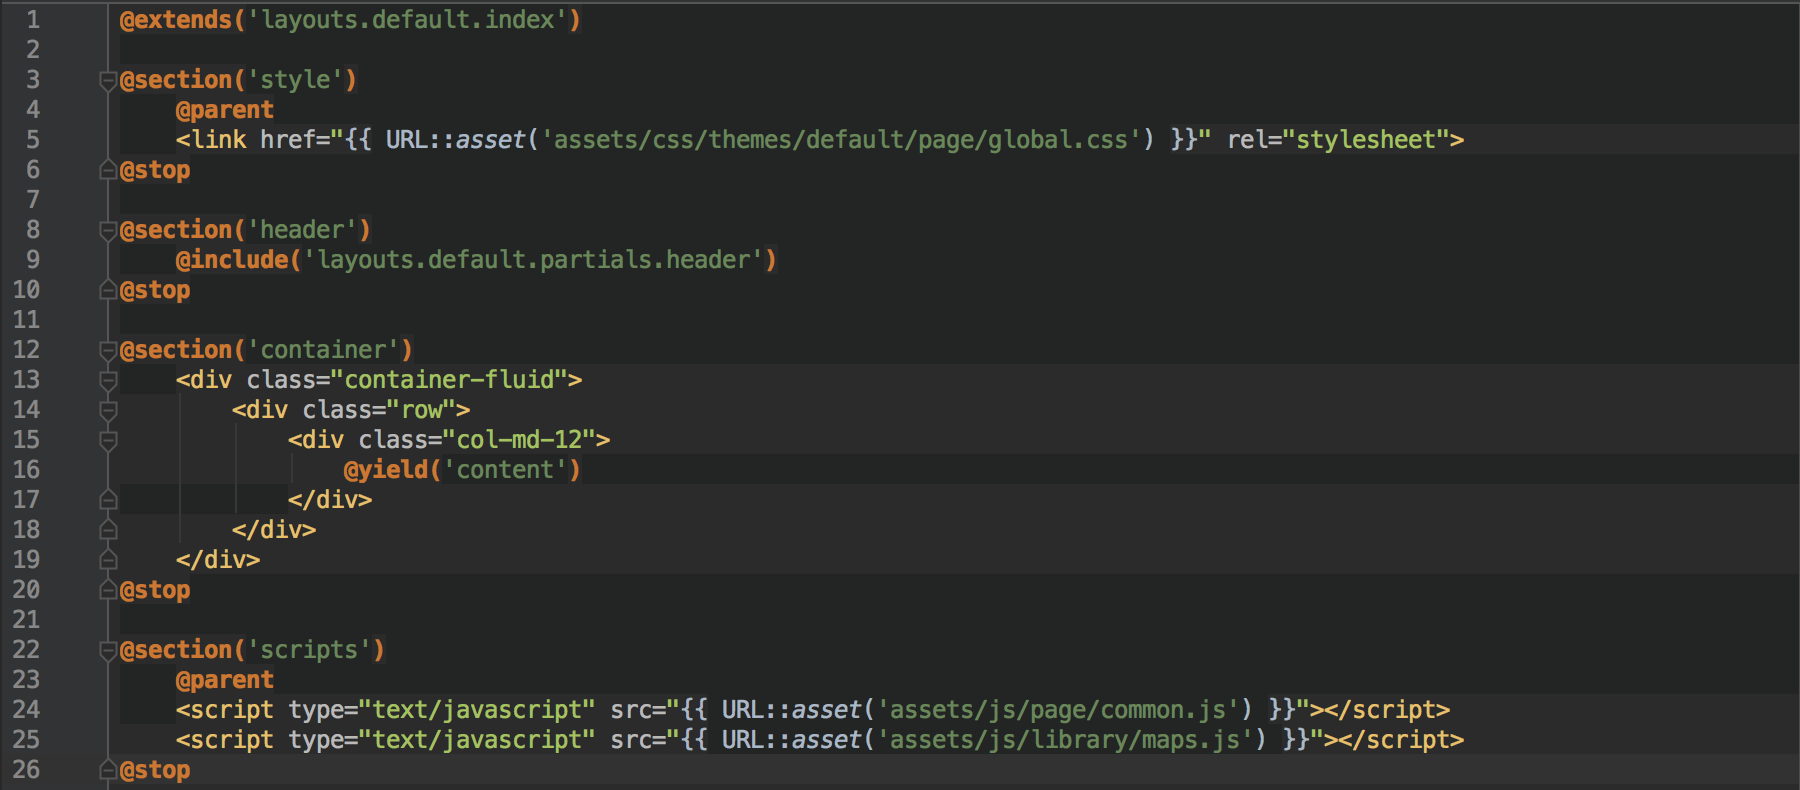 1 @extends('layouts.default.index')
2
3 @section('style')
4     @parent
5     <link href="{{ URL::asset('assets/css/themes/default/page/global.css') }}" rel="stylesheet">
6 @stop
7
8 @section('header')
9     @include('layouts.default.partials.header')
10 @stop
11
12 @section('container')
13     <div class="container-fluid">
14         <div class="row">
15             <div class="col-md-12">
16                 @yield('content')
17             </div>
18         </div>
19     </div>
20 @stop
21
22 @section('scripts')
23     @parent
24     <script type="text/javascript" src="{{ URL::asset('assets/js/page/common.js') }}"></script>
25     <script type="text/javascript" src="{{ URL::asset('assets/js/library/maps.js') }}"></script>
26 @stop